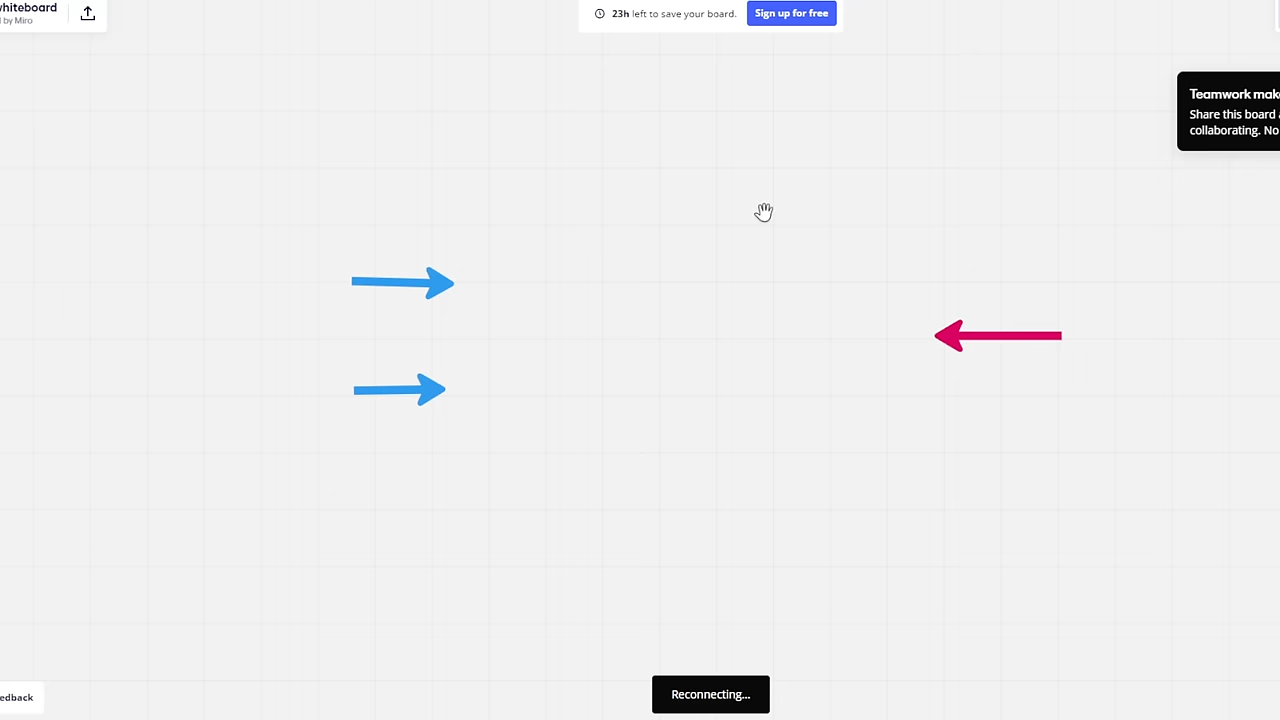 whiteboard
by Miro
23h left to save your board.
Sign up for free
Teamwork mak
Share this board
collaborating. No
Reconnecting...
edback